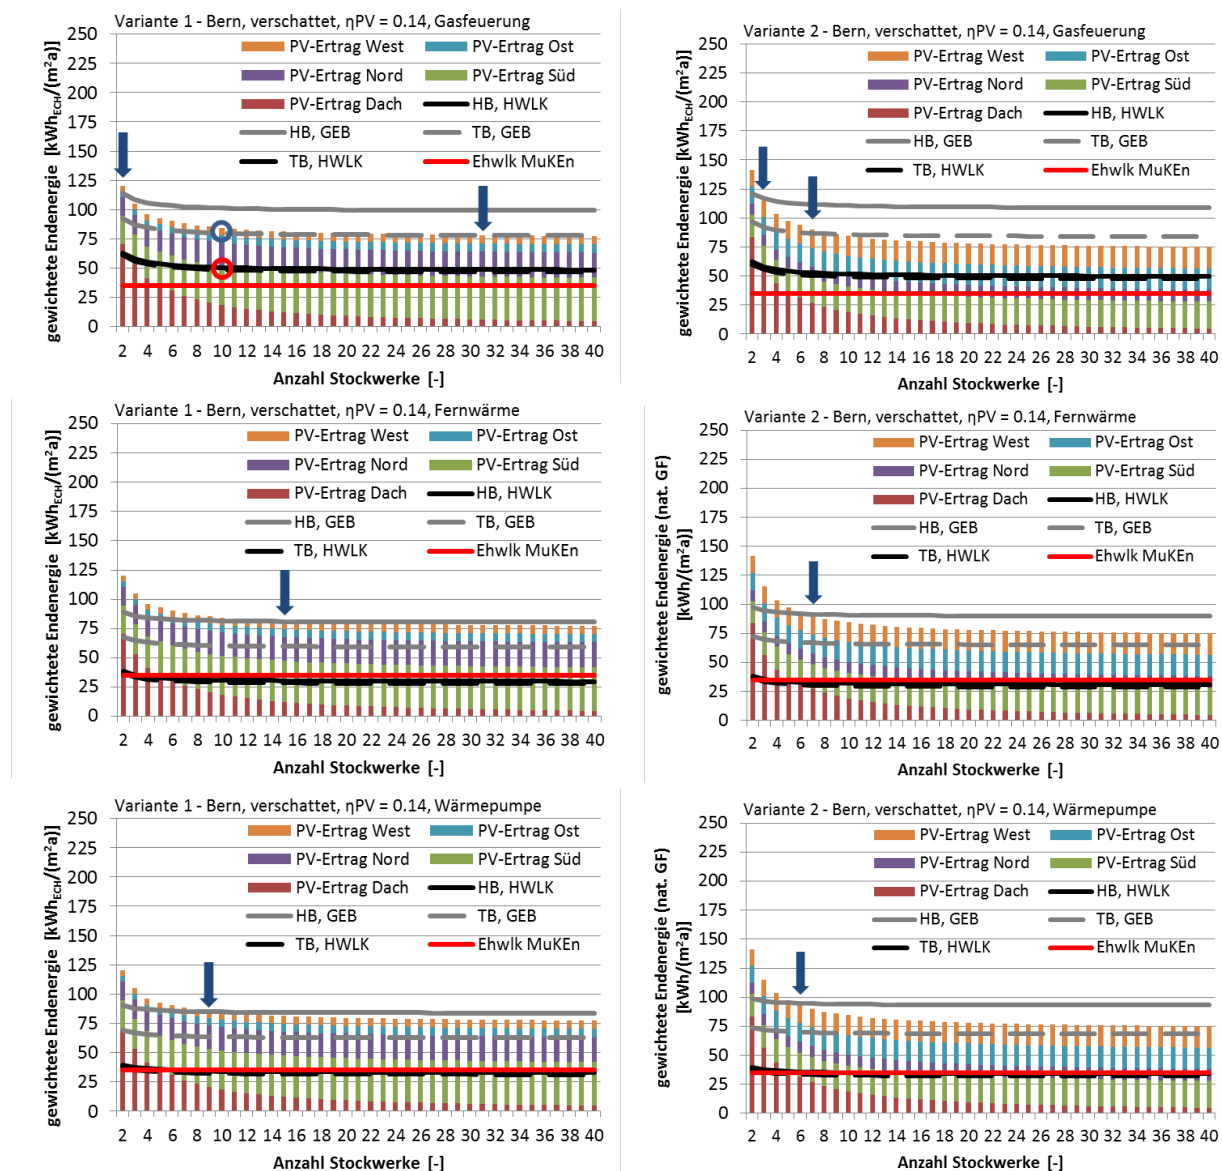 Variante 1 - Bern, verschattet, ηPV = 0.14, Gasfeuerung
gewichtete Endenergie [kWh_ECH/(m²a)]
250
225
200
175
150
125
100
75
50
25
0
PV-Ertrag West
PV-Ertrag Ost
PV-Ertrag Nord
PV-Ertrag Süd
PV-Ertrag Dach
HB, HWLK
HB, GEB
TB, GEB
TB, HWLK
Ehwlk MuKEn
2 4 6 8 10 12 14 16 18 20 22 24 26 28 30 32 34 36 38 40
Anzahl Stockwerke [-]
Variante 2 - Bern, verschattet, ηPV = 0.14, Gasfeuerung
gewichtete Endenergie [kWh_ECH/(m²a)]
250
225
200
175
150
125
100
75
50
25
0
PV-Ertrag West
PV-Ertrag Ost
PV-Ertrag Nord
PV-Ertrag Süd
PV-Ertrag Dach
HB, HWLK
HB, GEB
TB, GEB
TB, HWLK
Ehwlk MuKEn
2 4 6 8 10 12 14 16 18 20 22 24 26 28 30 32 34 36 38 40
Anzahl Stockwerke [-]
Variante 1 - Bern, verschattet, ηPV = 0.14, Fernwärme
gewichtete Endenergie [kWh_ECH/(m²a)]
250
225
200
175
150
125
100
75
50
25
0
PV-Ertrag West
PV-Ertrag Ost
PV-Ertrag Nord
PV-Ertrag Süd
PV-Ertrag Dach
HB, HWLK
HB, GEB
TB, GEB
TB, HWLK
Ehwlk MuKEn
2 4 6 8 10 12 14 16 18 20 22 24 26 28 30 32 34 36 38 40
Anzahl Stockwerke [-]
Variante 2 - Bern, verschattet, ηPV = 0.14, Fernwärme
gewichtete Endenergie (nat. GF)
[kWh/(m²a)]
250
225
200
175
150
125
100
75
50
25
0
PV-Ertrag West
PV-Ertrag Ost
PV-Ertrag Nord
PV-Ertrag Süd
PV-Ertrag Dach
HB, HWLK
HB, GEB
TB, GEB
TB, HWLK
Ehwlk MuKEn
2 4 6 8 10 12 14 16 18 20 22 24 26 28 30 32 34 36 38 40
Anzahl Stockwerke [-]
Variante 1 - Bern, verschattet, ηPV = 0.14, Wärmepumpe
gewichtete Endenergie [kWh_ECH/(m²a)]
250
225
200
175
150
125
100
75
50
25
0
PV-Ertrag West
PV-Ertrag Ost
PV-Ertrag Nord
PV-Ertrag Süd
PV-Ertrag Dach
HB, HWLK
HB, GEB
TB, GEB
TB, HWLK
Ehwlk MuKEn
2 4 6 8 10 12 14 16 18 20 22 24 26 28 30 32 34 36 38 40
Anzahl Stockwerke [-]
Variante 2 - Bern, verschattet, ηPV = 0.14, Wärmepumpe
gewichtete Endenergie (nat. GF)
[kWh/(m²a)]
250
225
200
175
150
125
100
75
50
25
0
PV-Ertrag West
PV-Ertrag Ost
PV-Ertrag Nord
PV-Ertrag Süd
PV-Ertrag Dach
HB, HWLK
HB, GEB
TB, GEB
TB, HWLK
Ehwlk MuKEn
2 4 6 8 10 12 14 16 18 20 22 24 26 28 30 32 34 36 38 40
Anzahl Stockwerke [-]